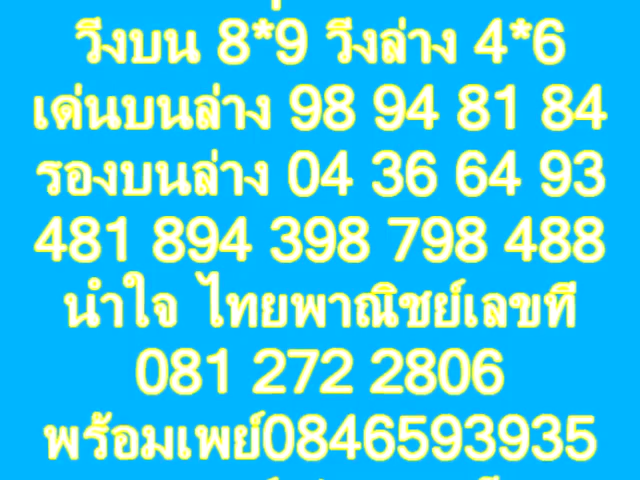 วิ่งบน 8*9 วิ่งล่าง 4*6
เด่นบนล่าง 98 94 81 84
รองบนล่าง 04 36 64 93
481 894 398 798 488
นำใจ ไทยพาณิชย์เลขที
081 272 2806
พร้อมเพย์0846593935